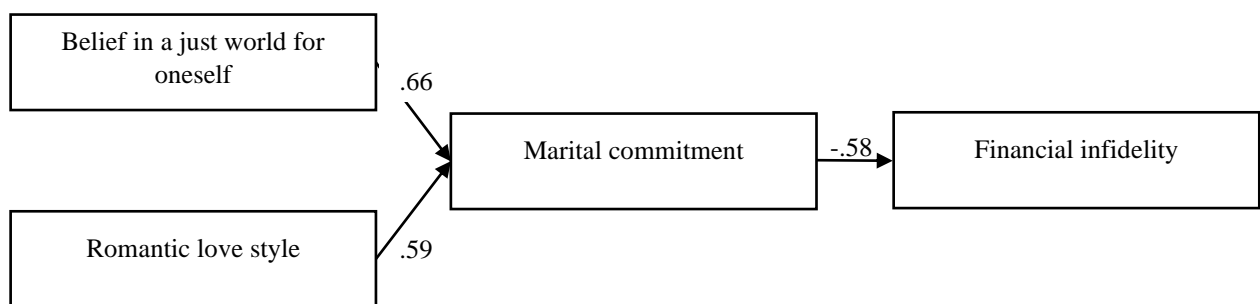 Belief in a just world for
oneself
.66
Marital commitment
-.58
Financial infidelity
Romantic love style
.59